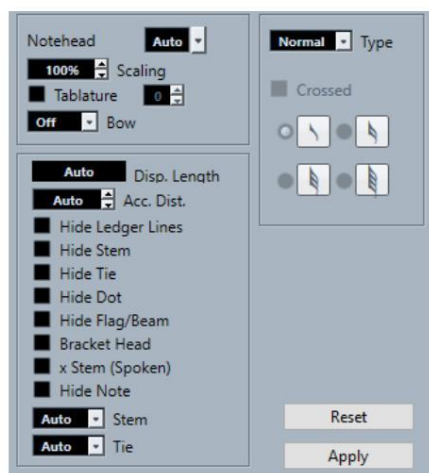 Notehead Auto
100% Scaling
Tablature 0
Off Bow
Auto Disp. Length
Auto Acc. Dist.
Hide Ledger Lines
Hide Stem
Hide Tie
Hide Dot
Hide Flag/Beam
Bracket Head
x Stem (Spoken)
Hide Note
Auto Stem
Auto Tie
Normal Type
Crossed
Reset
Apply